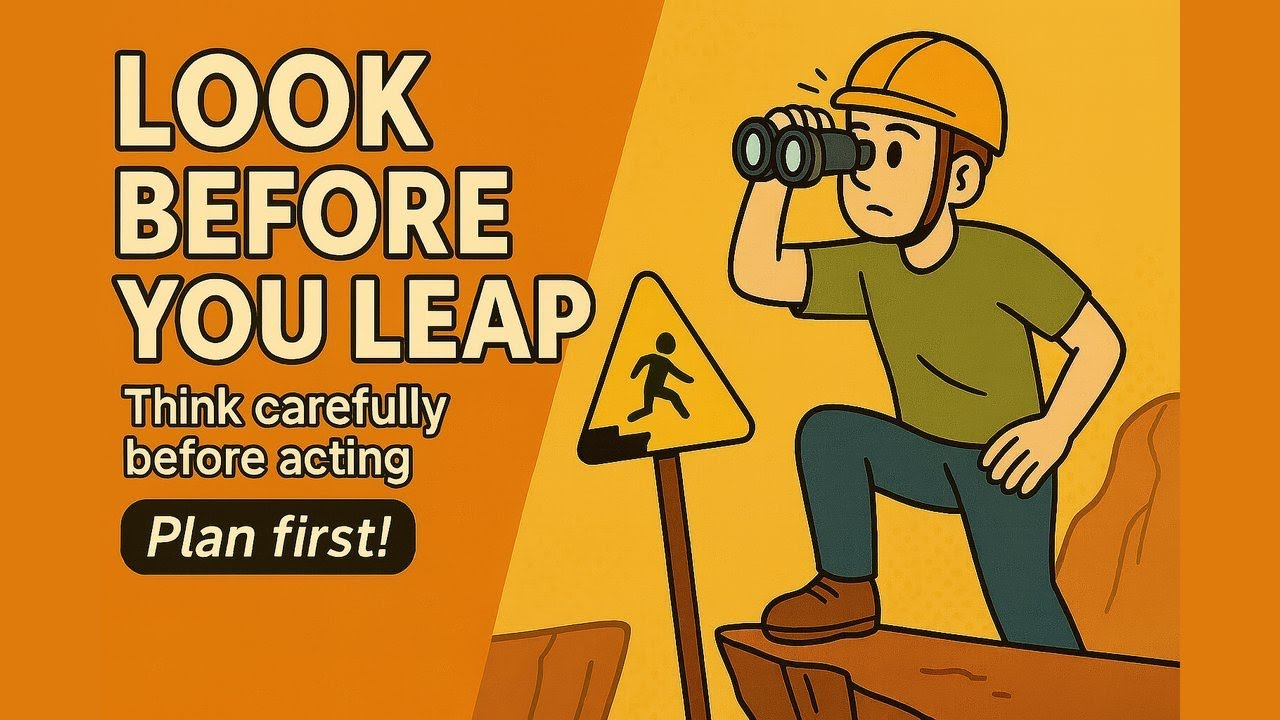 LOOK
BEFORE
YOU LEAP
Think carefully
before acting
Plan first!